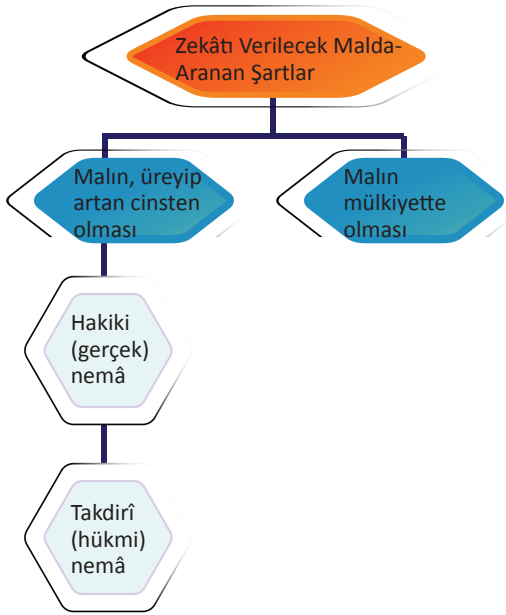 Zekâtı Verilecek Malda-
Aranan Şartlar
Malın, üreyip
artan cinsten
olması
Malın
mülkiyette
olması
Hakiki
(gerçek)
nemâ
Takdirî
(hükmi)
nemâ